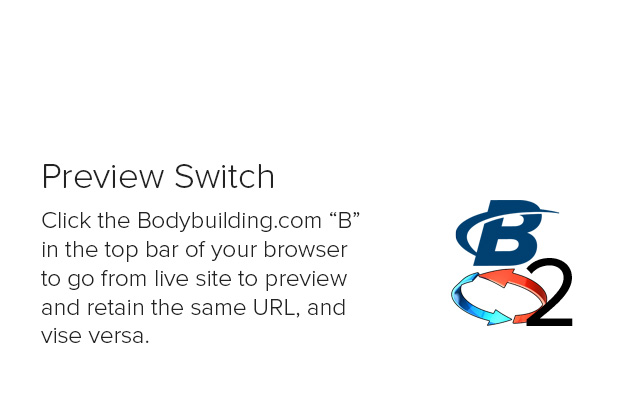 Preview Switch
Click the Bodybuilding.com “B”
in the top bar of your browser
to go from live site to preview
and retain the same URL, and
vise versa.
B
2